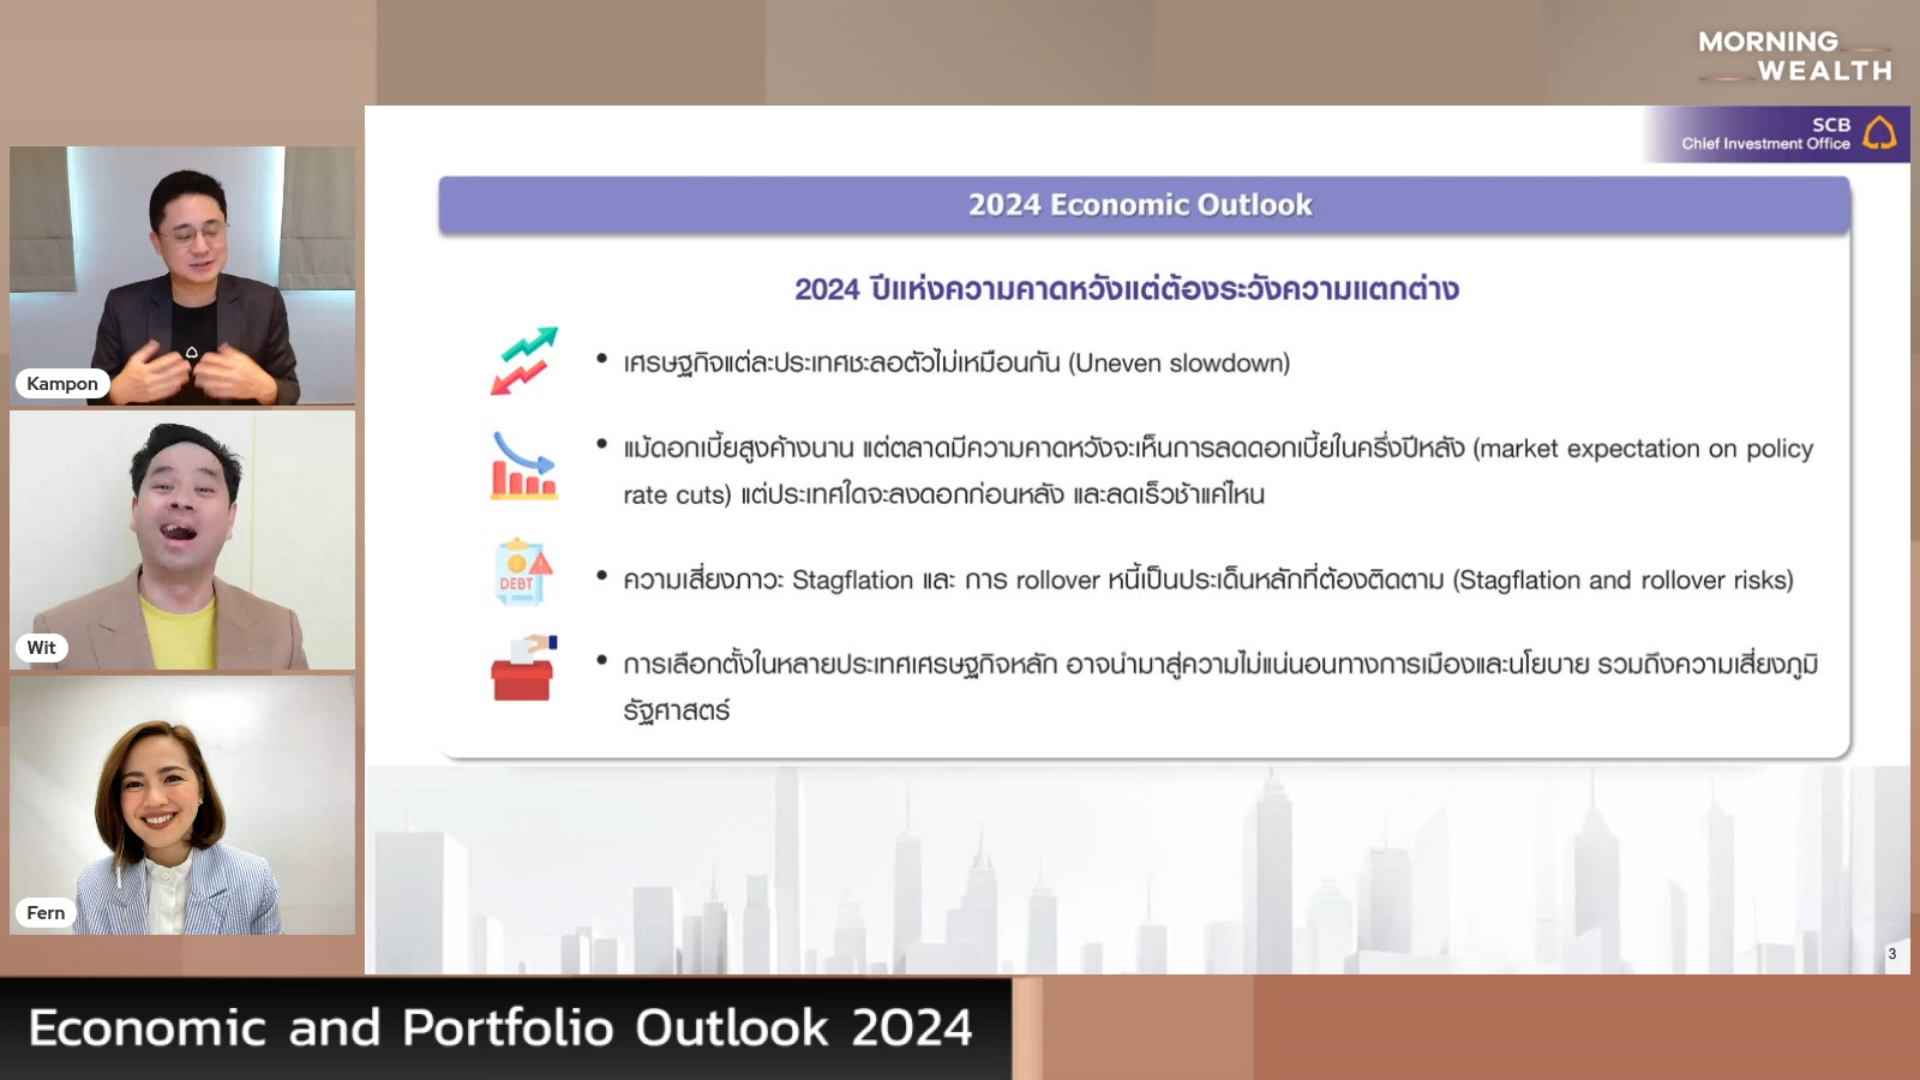 MORNING
WEALTH
SCB
Chief Investment Office
2024 Economic Outlook
2024 ปีแห่งความคาดหวังแต่ต้องระวังความแตกต่าง
• เศรษฐกิจแต่ละประเทศชะลอตัวไม่เหมือนกัน (Uneven slowdown)
• แม้ดอกเบี้ยสูงค้างนาน แต่ตลาดมีความคาดหวังจะเห็นการลดดอกเบี้ยในครึ่งปีหลัง (market expectation on policy
rate cuts) แต่ประเทศใดจะลงดอกก่อนหลัง และลดเร็วช้าแค่ไหน
DEBT
• ความเสี่ยงภาวะ Stagflation และ การ rollover หนี้เป็นประเด็นหลักที่ต้องติดตาม (Stagflation and rollover risks)
• การเลือกตั้งในหลายประเทศเศรษฐกิจหลัก อาจนำมาสู่ความไม่แน่นอนทางการเมืองและนโยบาย รวมถึงความเสี่ยงภูมิ
รัฐศาสตร์
3
Kampon
Wit
Fern
Economic and Portfolio Outlook 2024